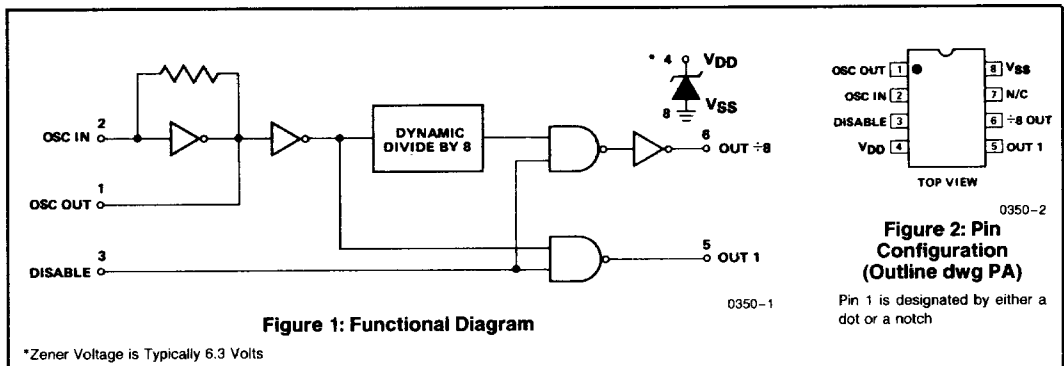 * 4 VDD
VSS
8
2
OSC IN
DYNAMIC
DIVIDE BY 8
6
OUT ÷8
1
OSC OUT
3
DISABLE
5
OUT 1
0350–1
Figure 1: Functional Diagram
*Zener Voltage is Typically 6.3 Volts
OSC OUT 1
8 VSS
OSC IN 2
7 N/C
DISABLE 3
6 ÷8 OUT
VDD 4
5 OUT 1
TOP VIEW
0350–2
Figure 2: Pin
Configuration
(Outline dwg PA)
Pin 1 is designated by either a
dot or a notch